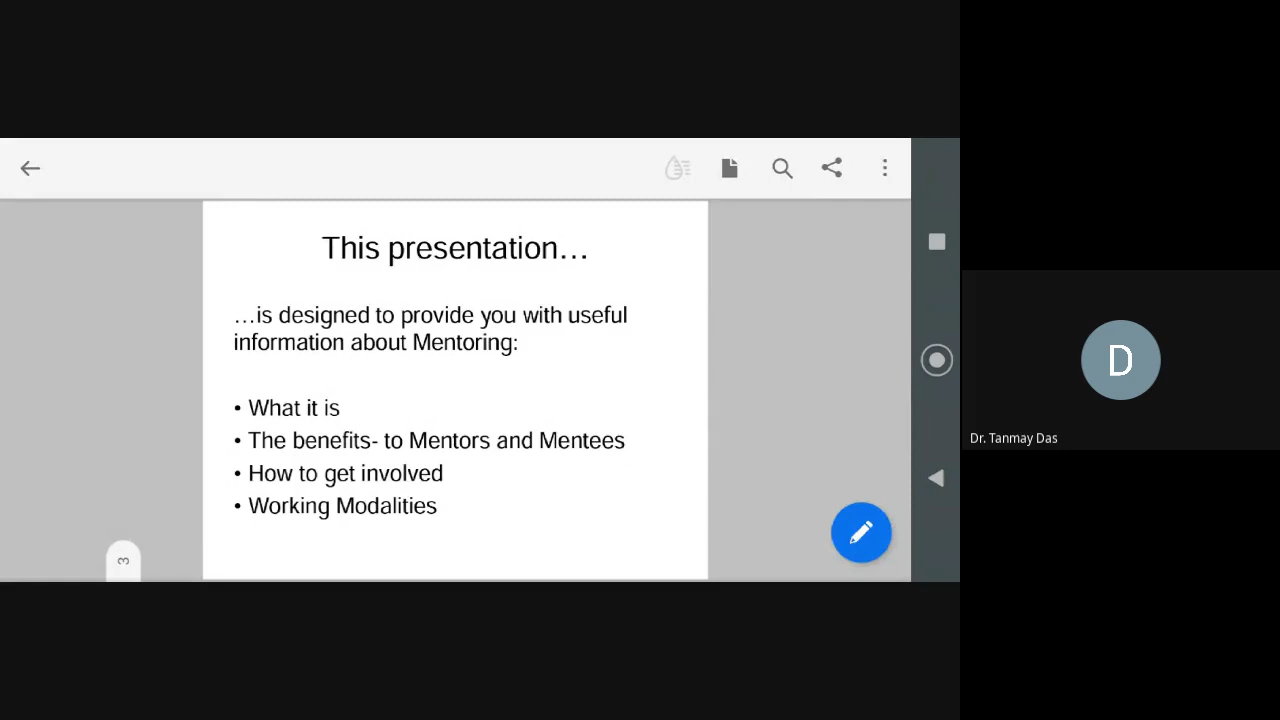 This presentation…
…is designed to provide you with useful
information about Mentoring:
• What it is
• The benefits- to Mentors and Mentees
• How to get involved
• Working Modalities
3
D
Dr. Tanmay Das